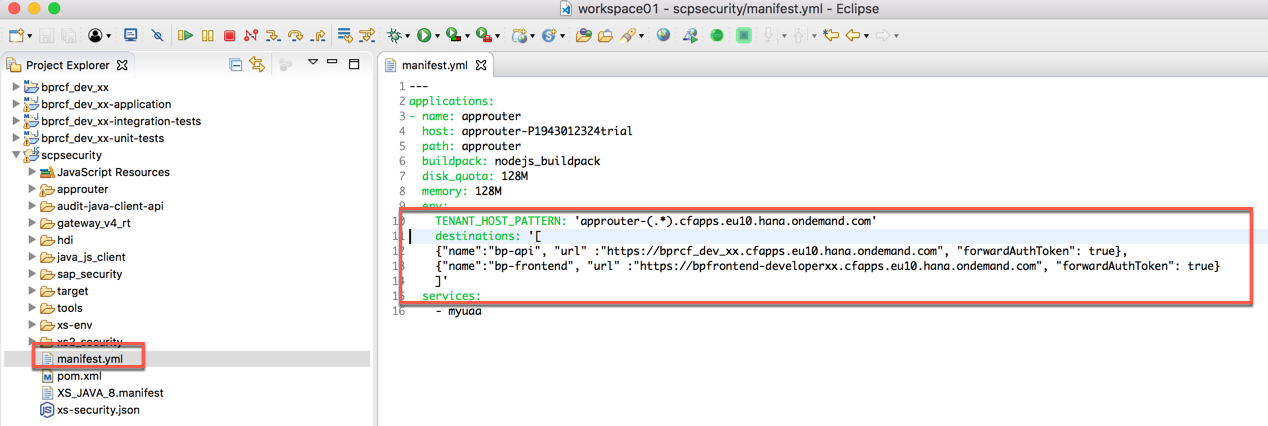 workspace01 - scpsecurity/manifest.yml - Eclipse
Project Explorer
bprcf_dev_xx
bprcf_dev_xx-application
bprcf_dev_xx-integration-tests
bprcf_dev_xx-unit-tests
scpsecurity
JavaScript Resources
approuter
audit-java-client-api
gateway_v4_rt
hdi
java_js_client
sap_security
target
tools
xs-env
xs2_security
manifest.yml
pom.xml
XS_JAVA_8.manifest
xs-security.json
manifest.yml
1 ---
2 applications:
3 - name: approuter
4 host: approuter-P1943012324trial
5 path: approuter
6 buildpack: nodejs_buildpack
7 disk_quota: 128M
8 memory: 128M
9 env:
10 TENANT_HOST_PATTERN: 'approuter-(.*).cfapps.eu10.hana.ondemand.com'
11 destinations: '[
12 {"name":"bp-api", "url" :"https://bprcf_dev_xx.cfapps.eu10.hana.ondemand.com", "forwardAuthToken": true},
13 {"name":"bp-frontend", "url" :"https://bpfrontend-developerxx.cfapps.eu10.hana.ondemand.com", "forwardAuthToken": true}
14 ]'
15 services:
16 - myuaa